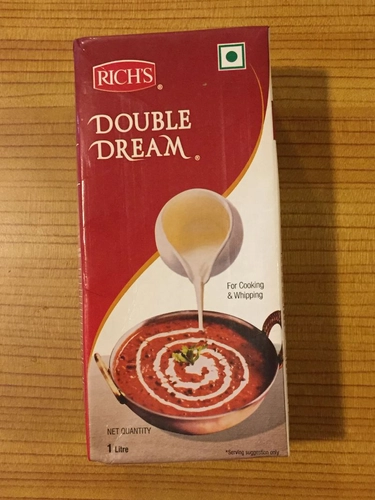 RICH'S ®
DOUBLE
DREAM ®
For Cooking
& Whipping
NET QUANTITY
1 Litre
*Serving suggestion only